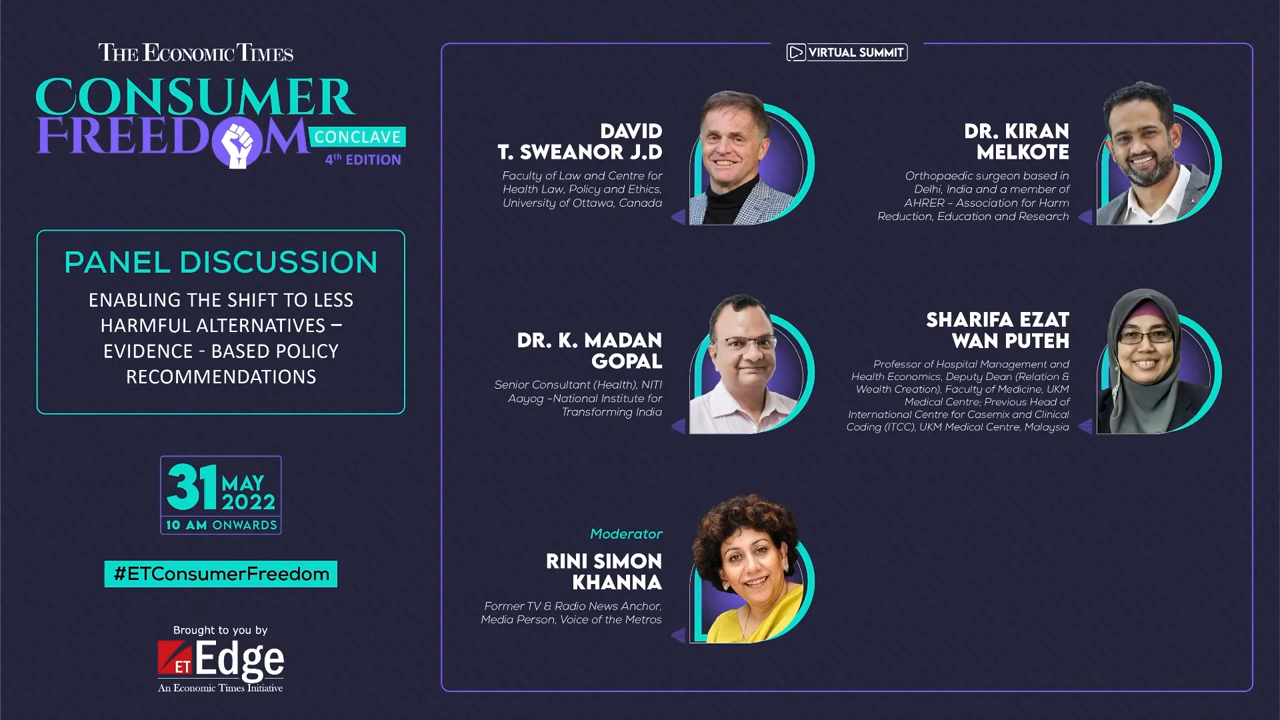 THE ECONOMIC TIMES
CONSUMER
FREEDOM
CONCLAVE
4th EDITION
PANEL DISCUSSION
ENABLING THE SHIFT TO LESS
HARMFUL ALTERNATIVES –
EVIDENCE - BASED POLICY
RECOMMENDATIONS
31 MAY
2022
10 AM ONWARDS
#ETConsumerFreedom
Brought to you by
ET Edge
An Economic Times Initiative
VIRTUAL SUMMIT
DAVID
T. SWEANOR J.D
Faculty of Law and Centre for
Health Law, Policy and Ethics,
University of Ottawa, Canada
DR. KIRAN
MELKOTE
Orthopaedic surgeon based in
Delhi, India and a member of
AHRER – Association for Harm
Reduction, Education and Research
DR. K. MADAN
GOPAL
Senior Consultant (Health), NITI
Aayog –National Institute for
Transforming India
SHARIFA EZAT
WAN PUTEH
Professor of Hospital Management and
Health Economics, Deputy Dean (Relation &
Wealth Creation), Faculty of Medicine, UKM
Medical Centre; Previous Head of
International Centre for Casemix and Clinical
Coding (ITCC), UKM Medical Centre, Malaysia
Moderator
RINI SIMON
KHANNA
Former TV & Radio News Anchor,
Media Person, Voice of the Metros